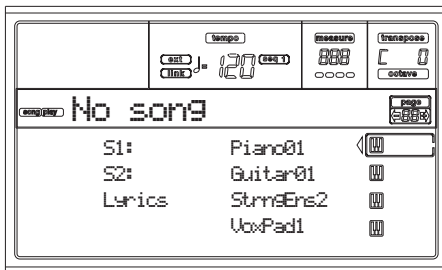 tempo measure transpose
ext link 120 seq 1 888 C 0
octave
song play No song page 88
S1: Piano01
S2: Guitar01
Lyrics StrngEns2
VoxPad1